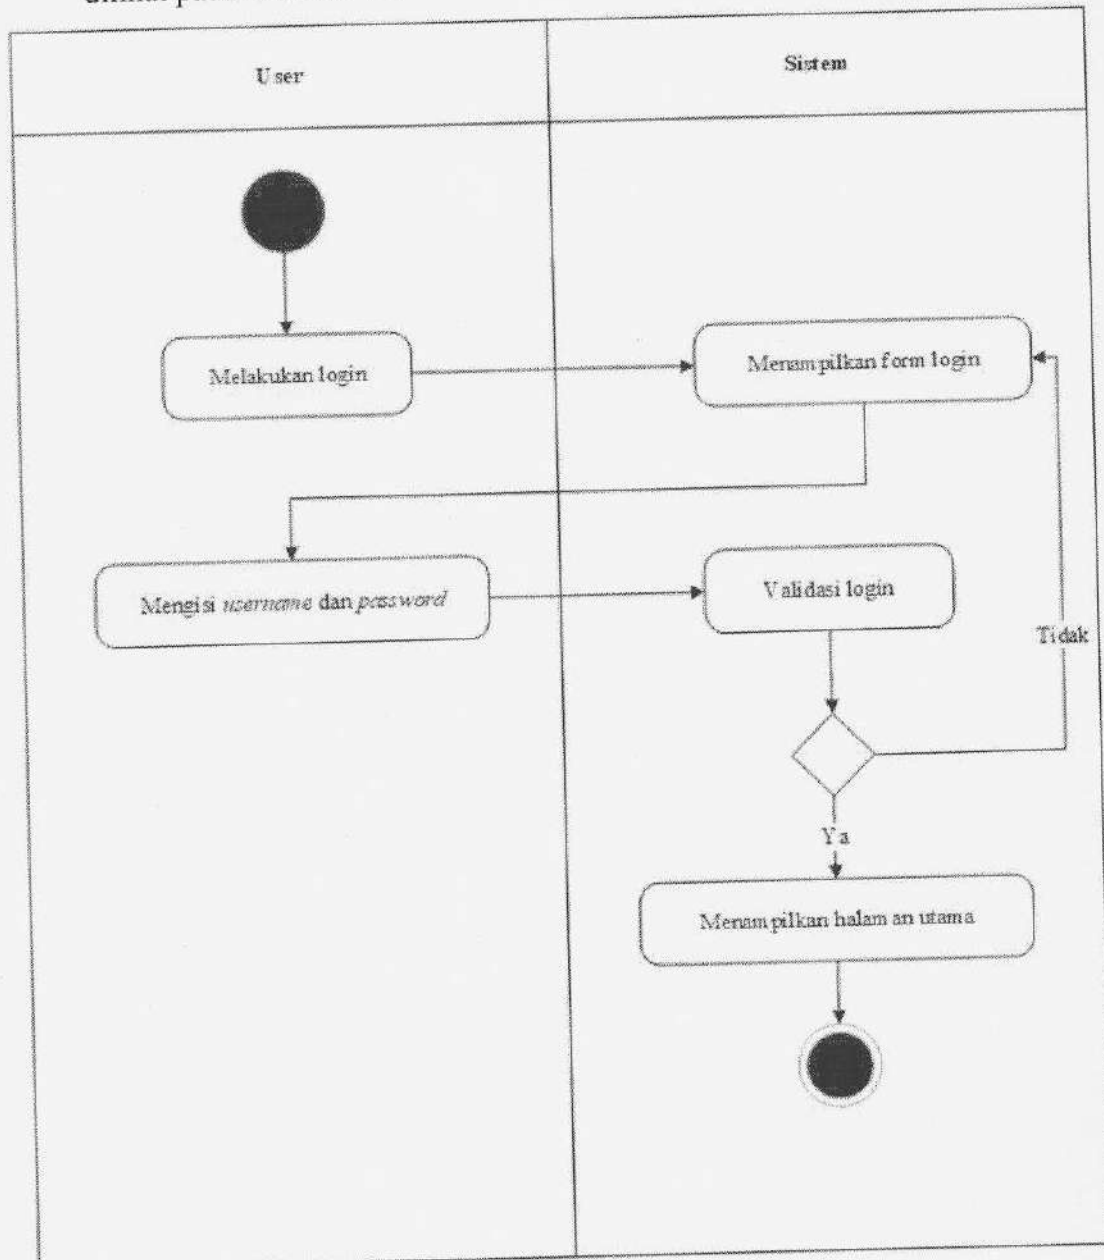 User
Sistem
Melakukan login
Menampilkan form login
Mengisi username dan password
Validasi login
Tidak
Ya
Menampilkan halaman utama